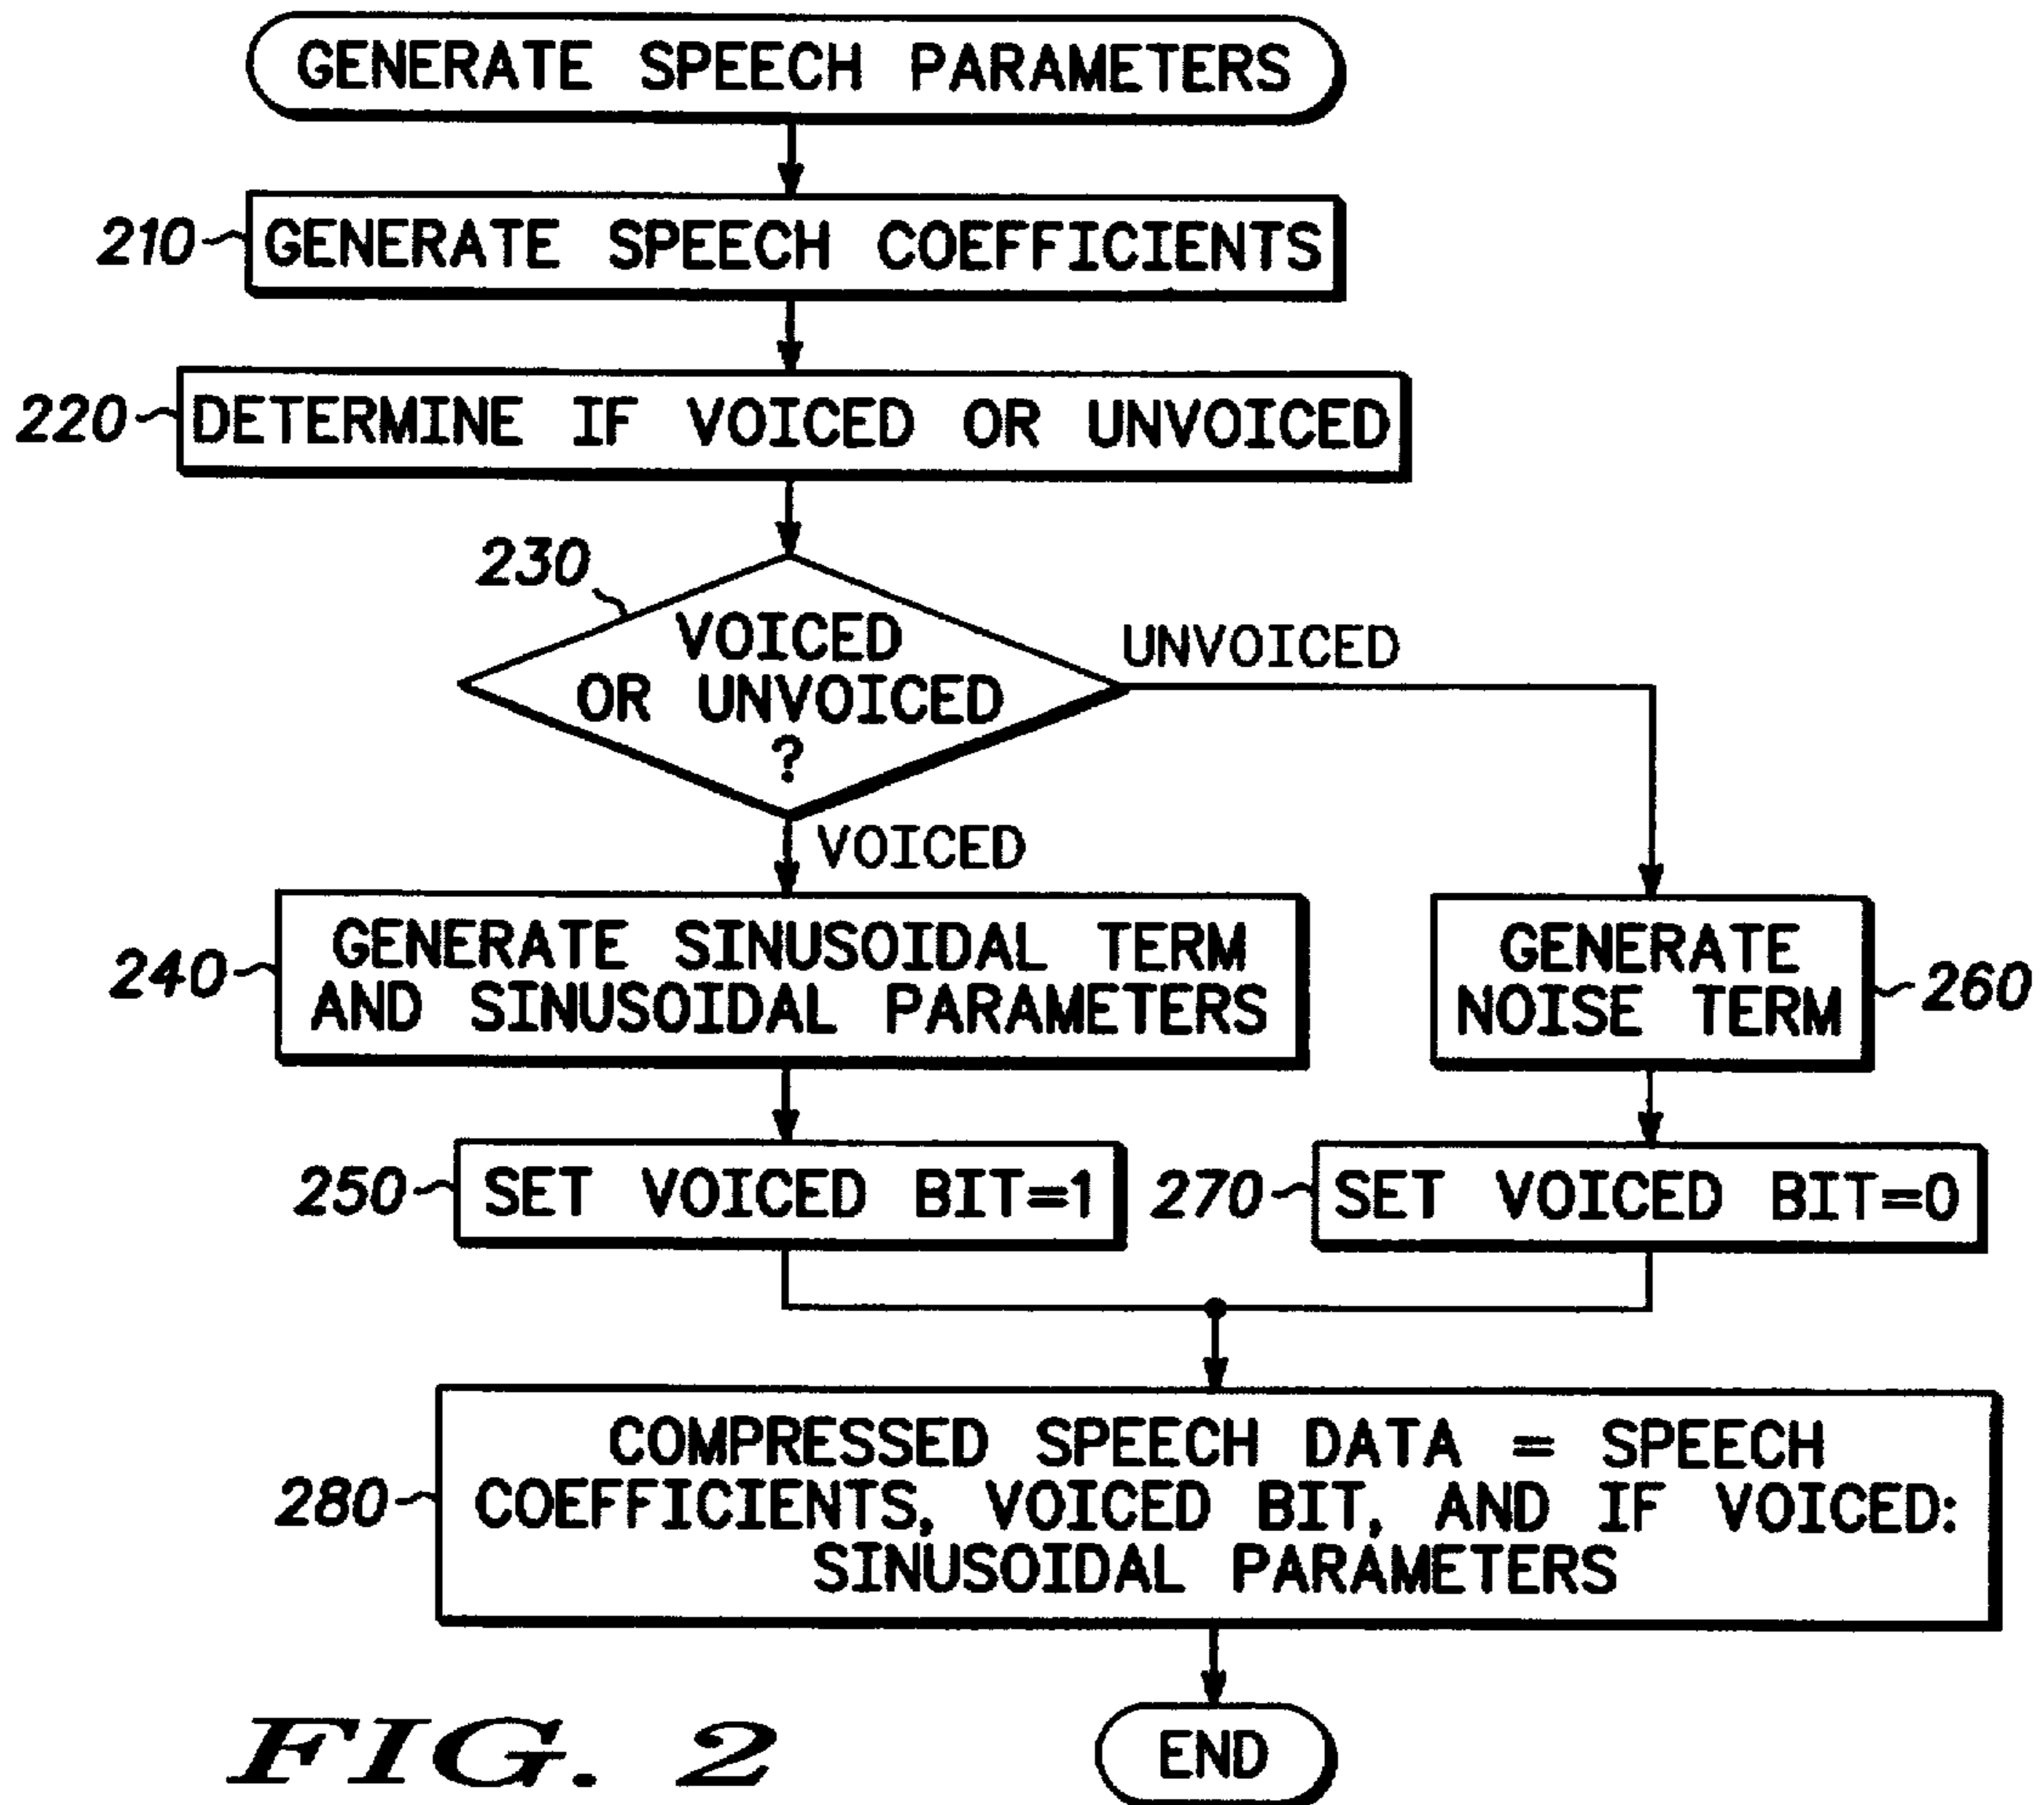 GENERATE SPEECH PARAMETERS
210
GENERATE SPEECH COEFFICIENTS
220
DETERMINE IF VOICED OR UNVOICED
230
VOICED
OR UNVOICED
?
UNVOICED
VOICED
240
GENERATE SINUSOIDAL TERM
AND SINUSOIDAL PARAMETERS
GENERATE
NOISE TERM
260
250
SET VOICED BIT=1
270
SET VOICED BIT=0
280
COMPRESSED SPEECH DATA = SPEECH
COEFFICIENTS, VOICED BIT, AND IF VOICED:
SINUSOIDAL PARAMETERS
END
FIG. 2